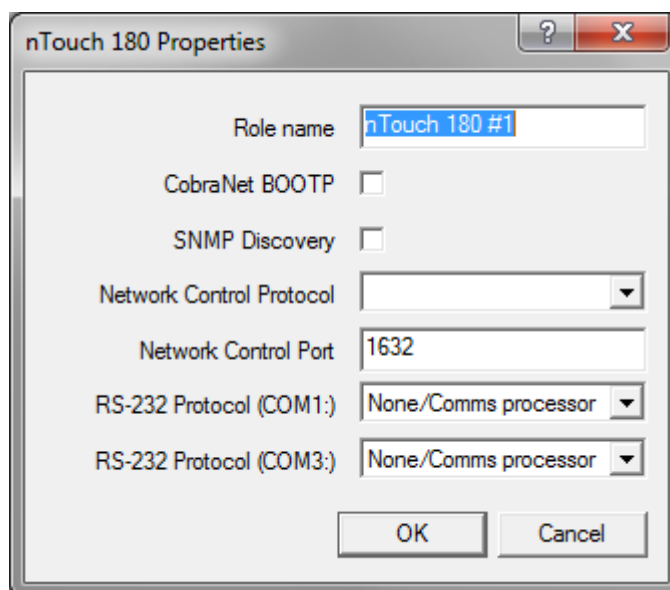 nTouch 180 Properties
?
X
Role name nTouch 180 #1
CobraNet BOOTP
SNMP Discovery
Network Control Protocol
Network Control Port 1632
RS-232 Protocol (COM1:) None/Comms processor
RS-232 Protocol (COM3:) None/Comms processor
OK Cancel